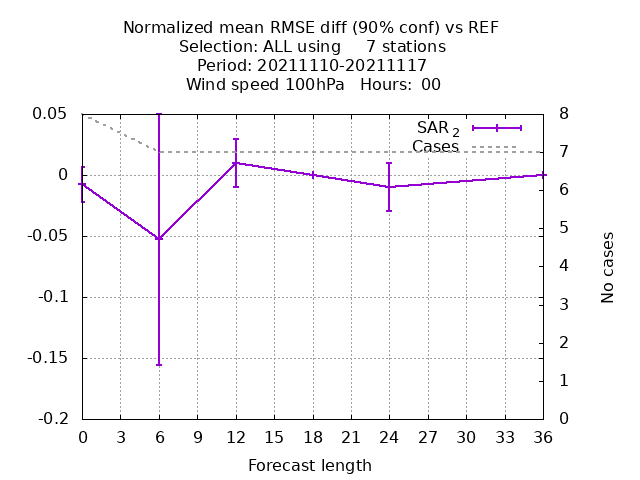 Normalized mean RMSE diff (90% conf) vs REF
Selection: ALL using     7 stations
Period: 20211110-20211117
Wind speed 100hPa   Hours:  00
0.05
0
-0.05
-0.1
-0.15
-0.2
SAR 2
Cases
8
7
6
5
4
3
2
1
0
No cases
0 3 6 9 12 15 18 21 24 27 30 33 36
Forecast length